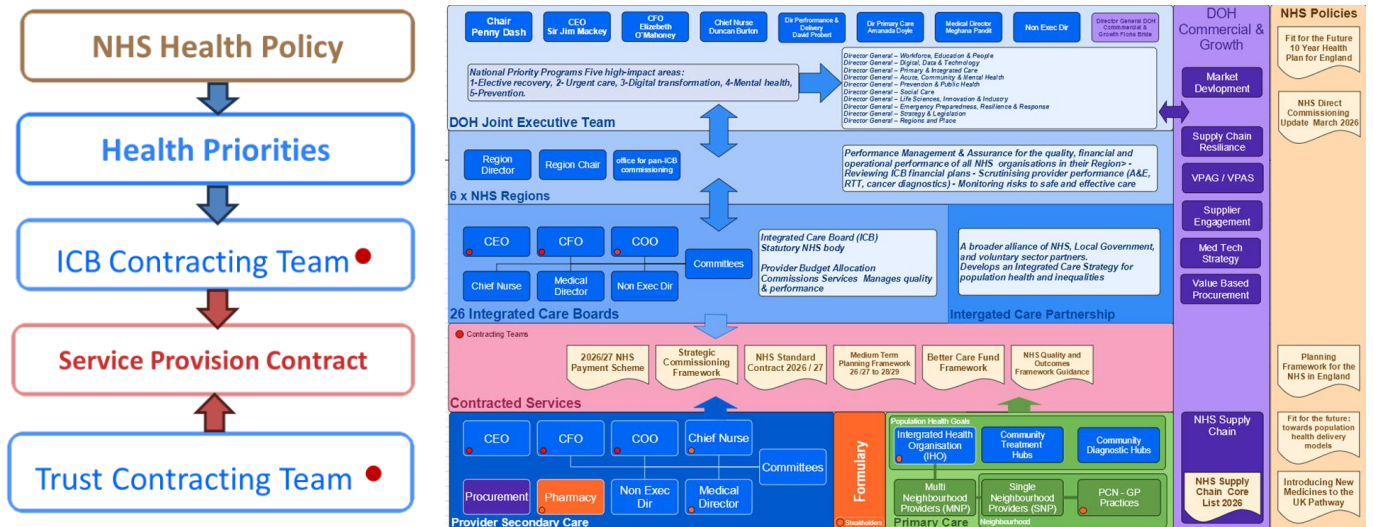 NHS Health Policy
Health Priorities
ICB Contracting Team
Service Provision Contract
Trust Contracting Team
Chair
Penny Dash
CEO
Sir Jim Mackey
CFO
Elizebeth
O'Mahoney
Chief Nurse
Duncan Burton
Dir Performance &
Delivery
David Probert
Dir Primary Care
Amanada Doyle
Medical Director
Meghana Pandit
Non Exec Dir
Director General DOH
Commmercial &
Growth Fiona Bride
National Priority Programs Five high-impact areas:
1-Elective recovery, 2- Urgent care, 3-Digital transformation, 4-Mental health,
5-Prevention.
Director General – Workforce, Education & People
Director General – Digital, Data & Technology
Director General – Primary & Integrated Care
Director General – Acure, Community & Mental Health
Director General – Prevention & Public Health
Director General – Social Care
Director General – Life Sciences, Innovation & Industry
Director General – Emergency Preparedness, Resilience & Response
Director General – Strategy & Legislation
Director General – Regions and Place
DOH Joint Executive Team
Region
Director
Region Chair
office for pan-ICB
commissioning
Performance Management & Assurance for the quality, financial and
operational performance of all NHS organisations in their Region> -
Reviewing ICB financial plans - Scrutinising provider performance (A&E,
RTT, cancer diagnostics) - Monitoring risks to safe and effective care
6 x NHS Regions
CEO
CFO
COO
Committees
Chief Nurse
Medical
Director
Non Exec Dir
Integrated Care Board (ICB)
Statutory NHS body
Provider Budget Allocation
Commissions Services Manages quality
& performance
26 Integrated Care Boards
A broader alliance of NHS, Local Government,
and voluntary sector partners.
Develops an Integrated Care Strategy for
population health and inequalities
Intergated Care Partnership
Contracting Teams
2026/27 NHS
Payment Scheme
Strategic
Commissioning
Framework
NHS Standard
Contract 2026 / 27
Medium Term
Planning Framework
26 /27 to 28/29
Better Care Fund
Framework
NHS Quality and
Outcomes
Framework Guidance
Contracted Services
CEO
CFO
COO
Chief Nurse
Committees
Procurement
Pharmacy
Non Exec
Dir
Medical
Director
Provider Secondary Care
Formulary
Steakholders
Population Health Goals
Intergrated Health
Organisation
(IHO)
Community
Treatment
Hubs
Community
Diagnostic Hubs
Multi
Neighbourhood
Providers (MNP)
Single
Neighbourhood
Providers (SNP)
PCN - GP
Practices
Primary Care
Neighbourhood
DOH
Commercial &
Growth
Market
Devlopment
Supply Chain
Resiliance
VPAG / VPAS
Supplier
Engagement
Med Tech
Strategy
Value Based
Procurement
NHS Supply
Chain
NHS Supply
Chain Core
List 2026
NHS Policies
Fit for the Future
10 Year Health
Plan for England
NHS Direct
Commissioning
Update March 2026
Planning
Framework for the
NHS in England
Fit for the future:
towards population
health delivery
models
Introducing New
Medicines to the
UK Pathway